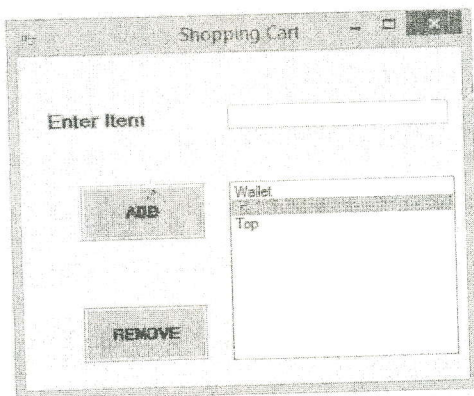 Shopping Cart
Enter Item
ADD
Wallet
Top
REMOVE